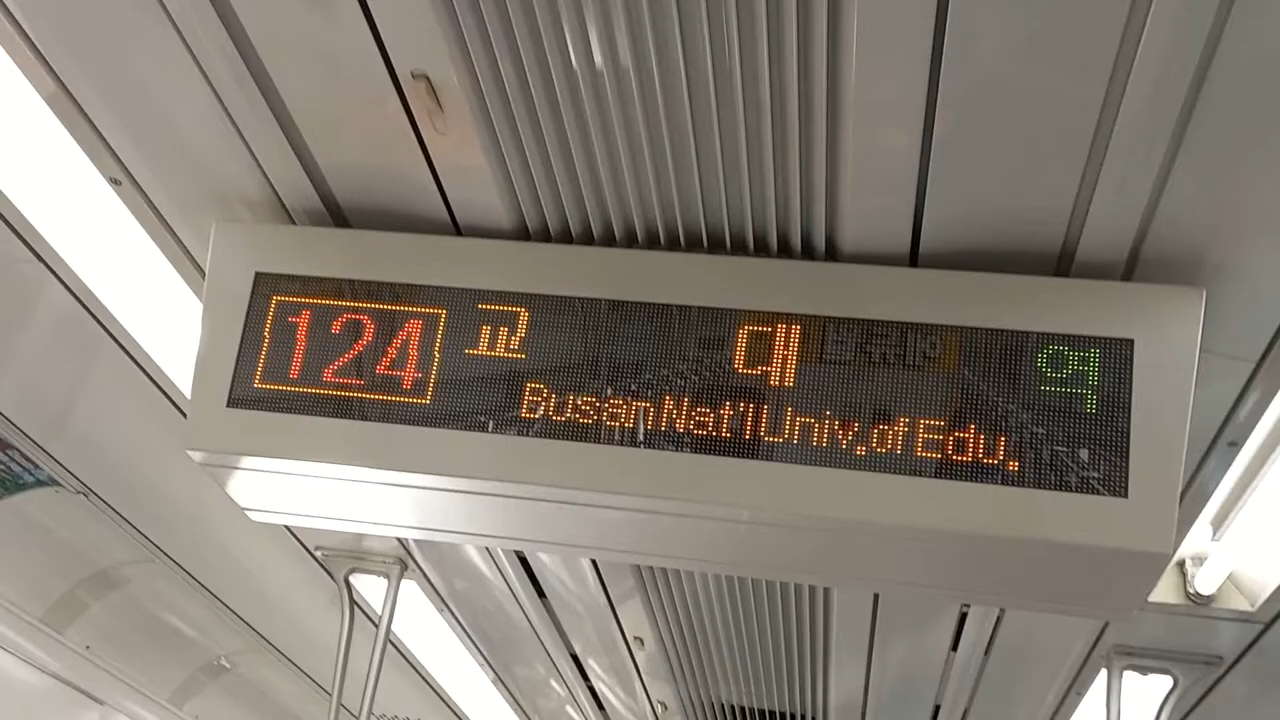 124 교 대 역
Busan Nat'l Univ. of Edu.